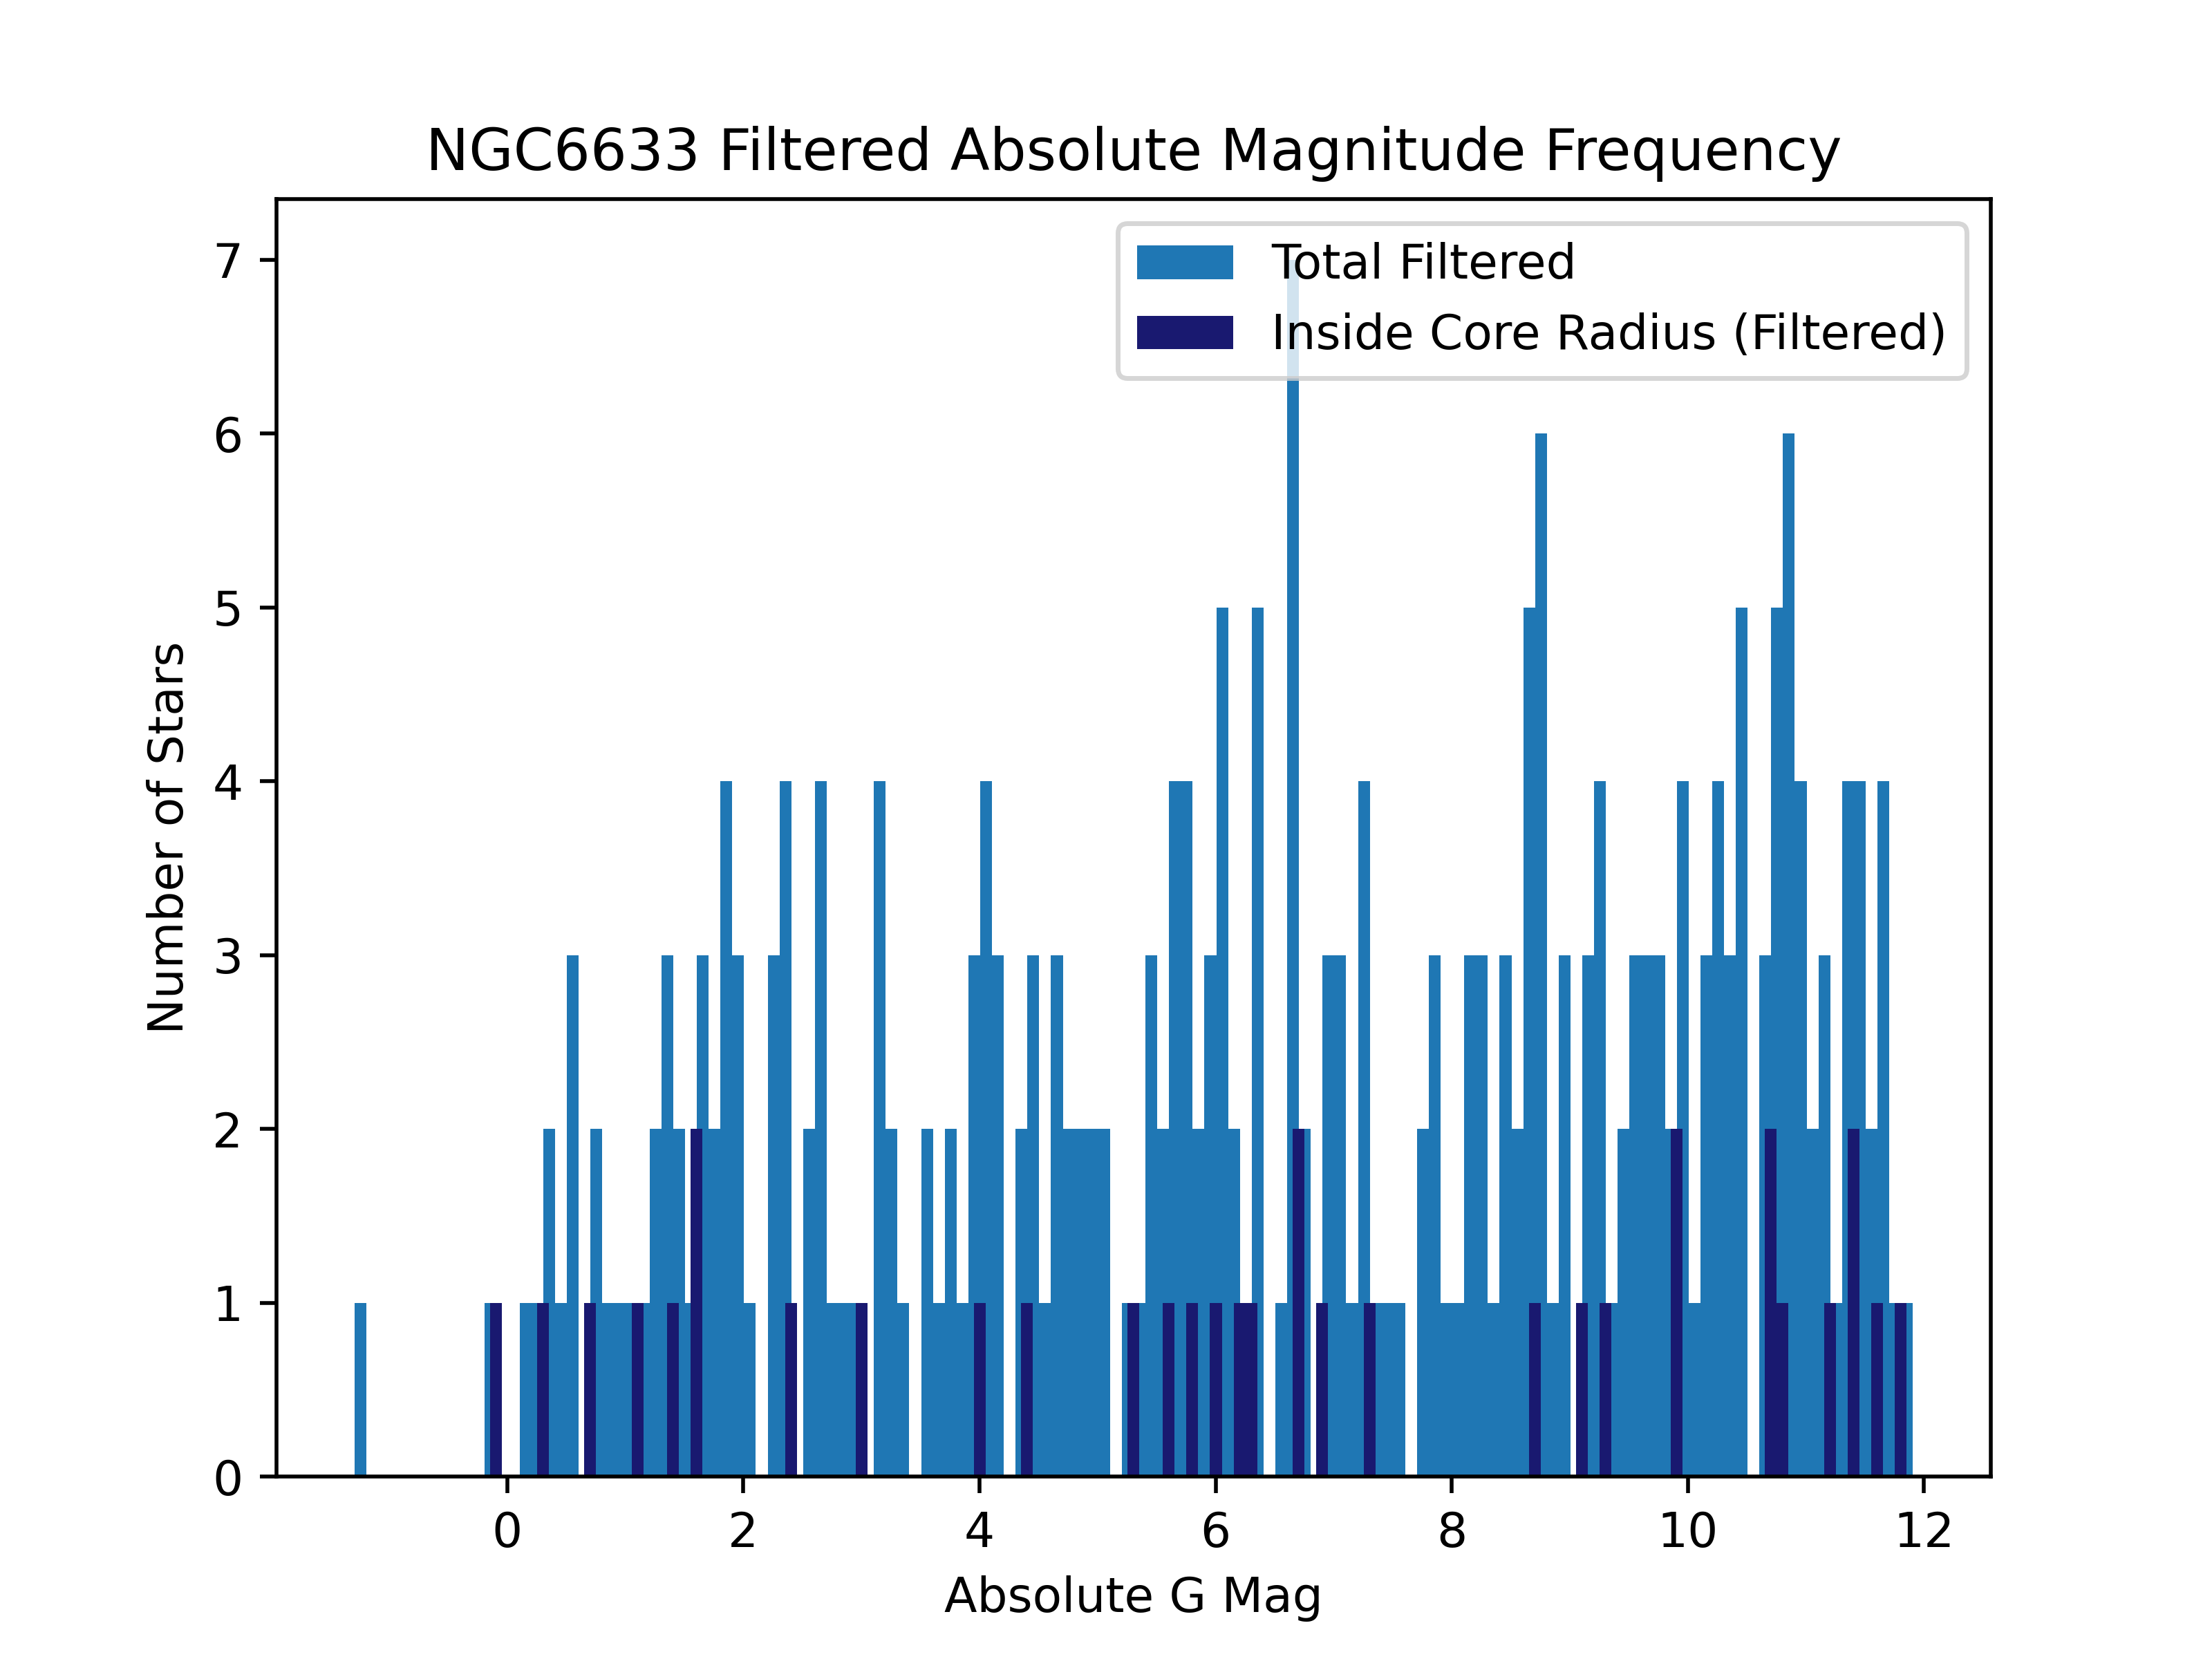 NGC6633 Filtered Absolute Magnitude Frequency
Total Filtered
Inside Core Radius (Filtered)
7
6
5
4
3
2
1
0
Number of Stars
0 2 4 6 8 10 12
Absolute G Mag